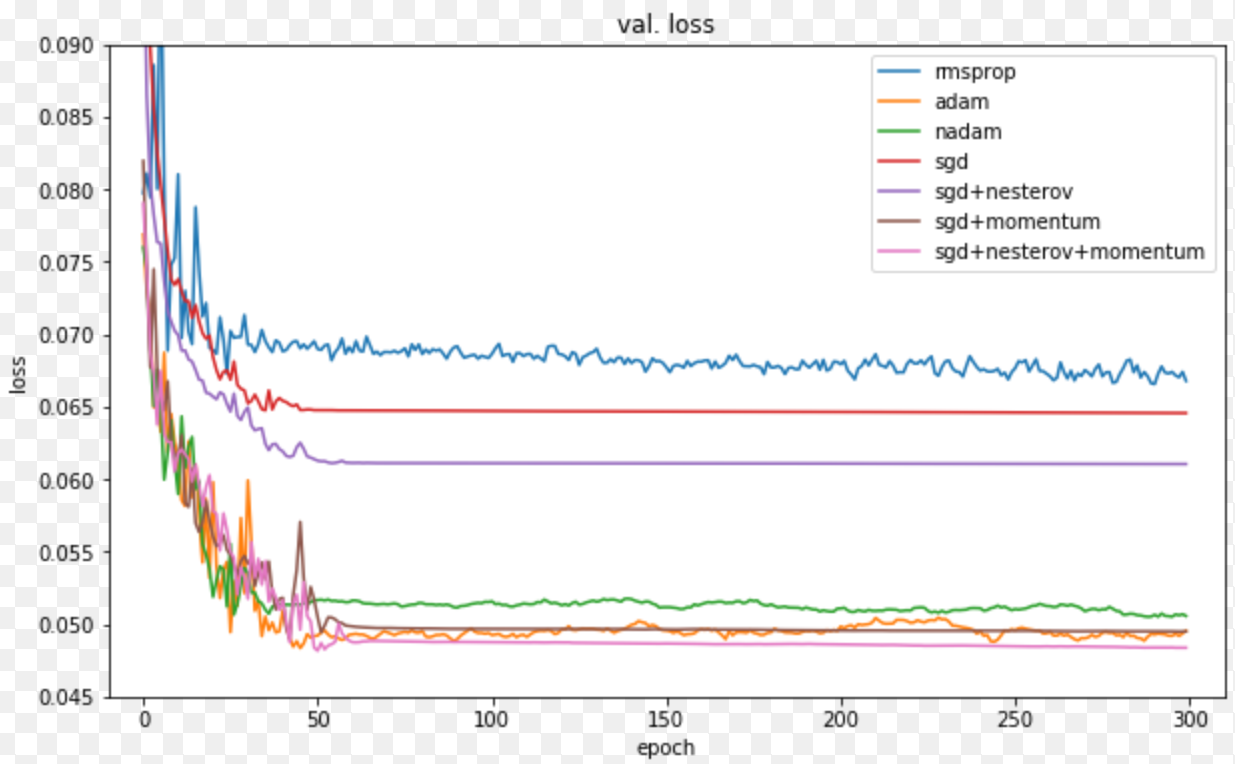 val. loss
0.090
0.085
0.080
0.075
0.070
0.065
0.060
0.055
0.050
0.045
loss
rmsprop
adam
nadam
sgd
sgd+nesterov
sgd+momentum
sgd+nesterov+momentum
0 50 100 150 200 250 300
epoch